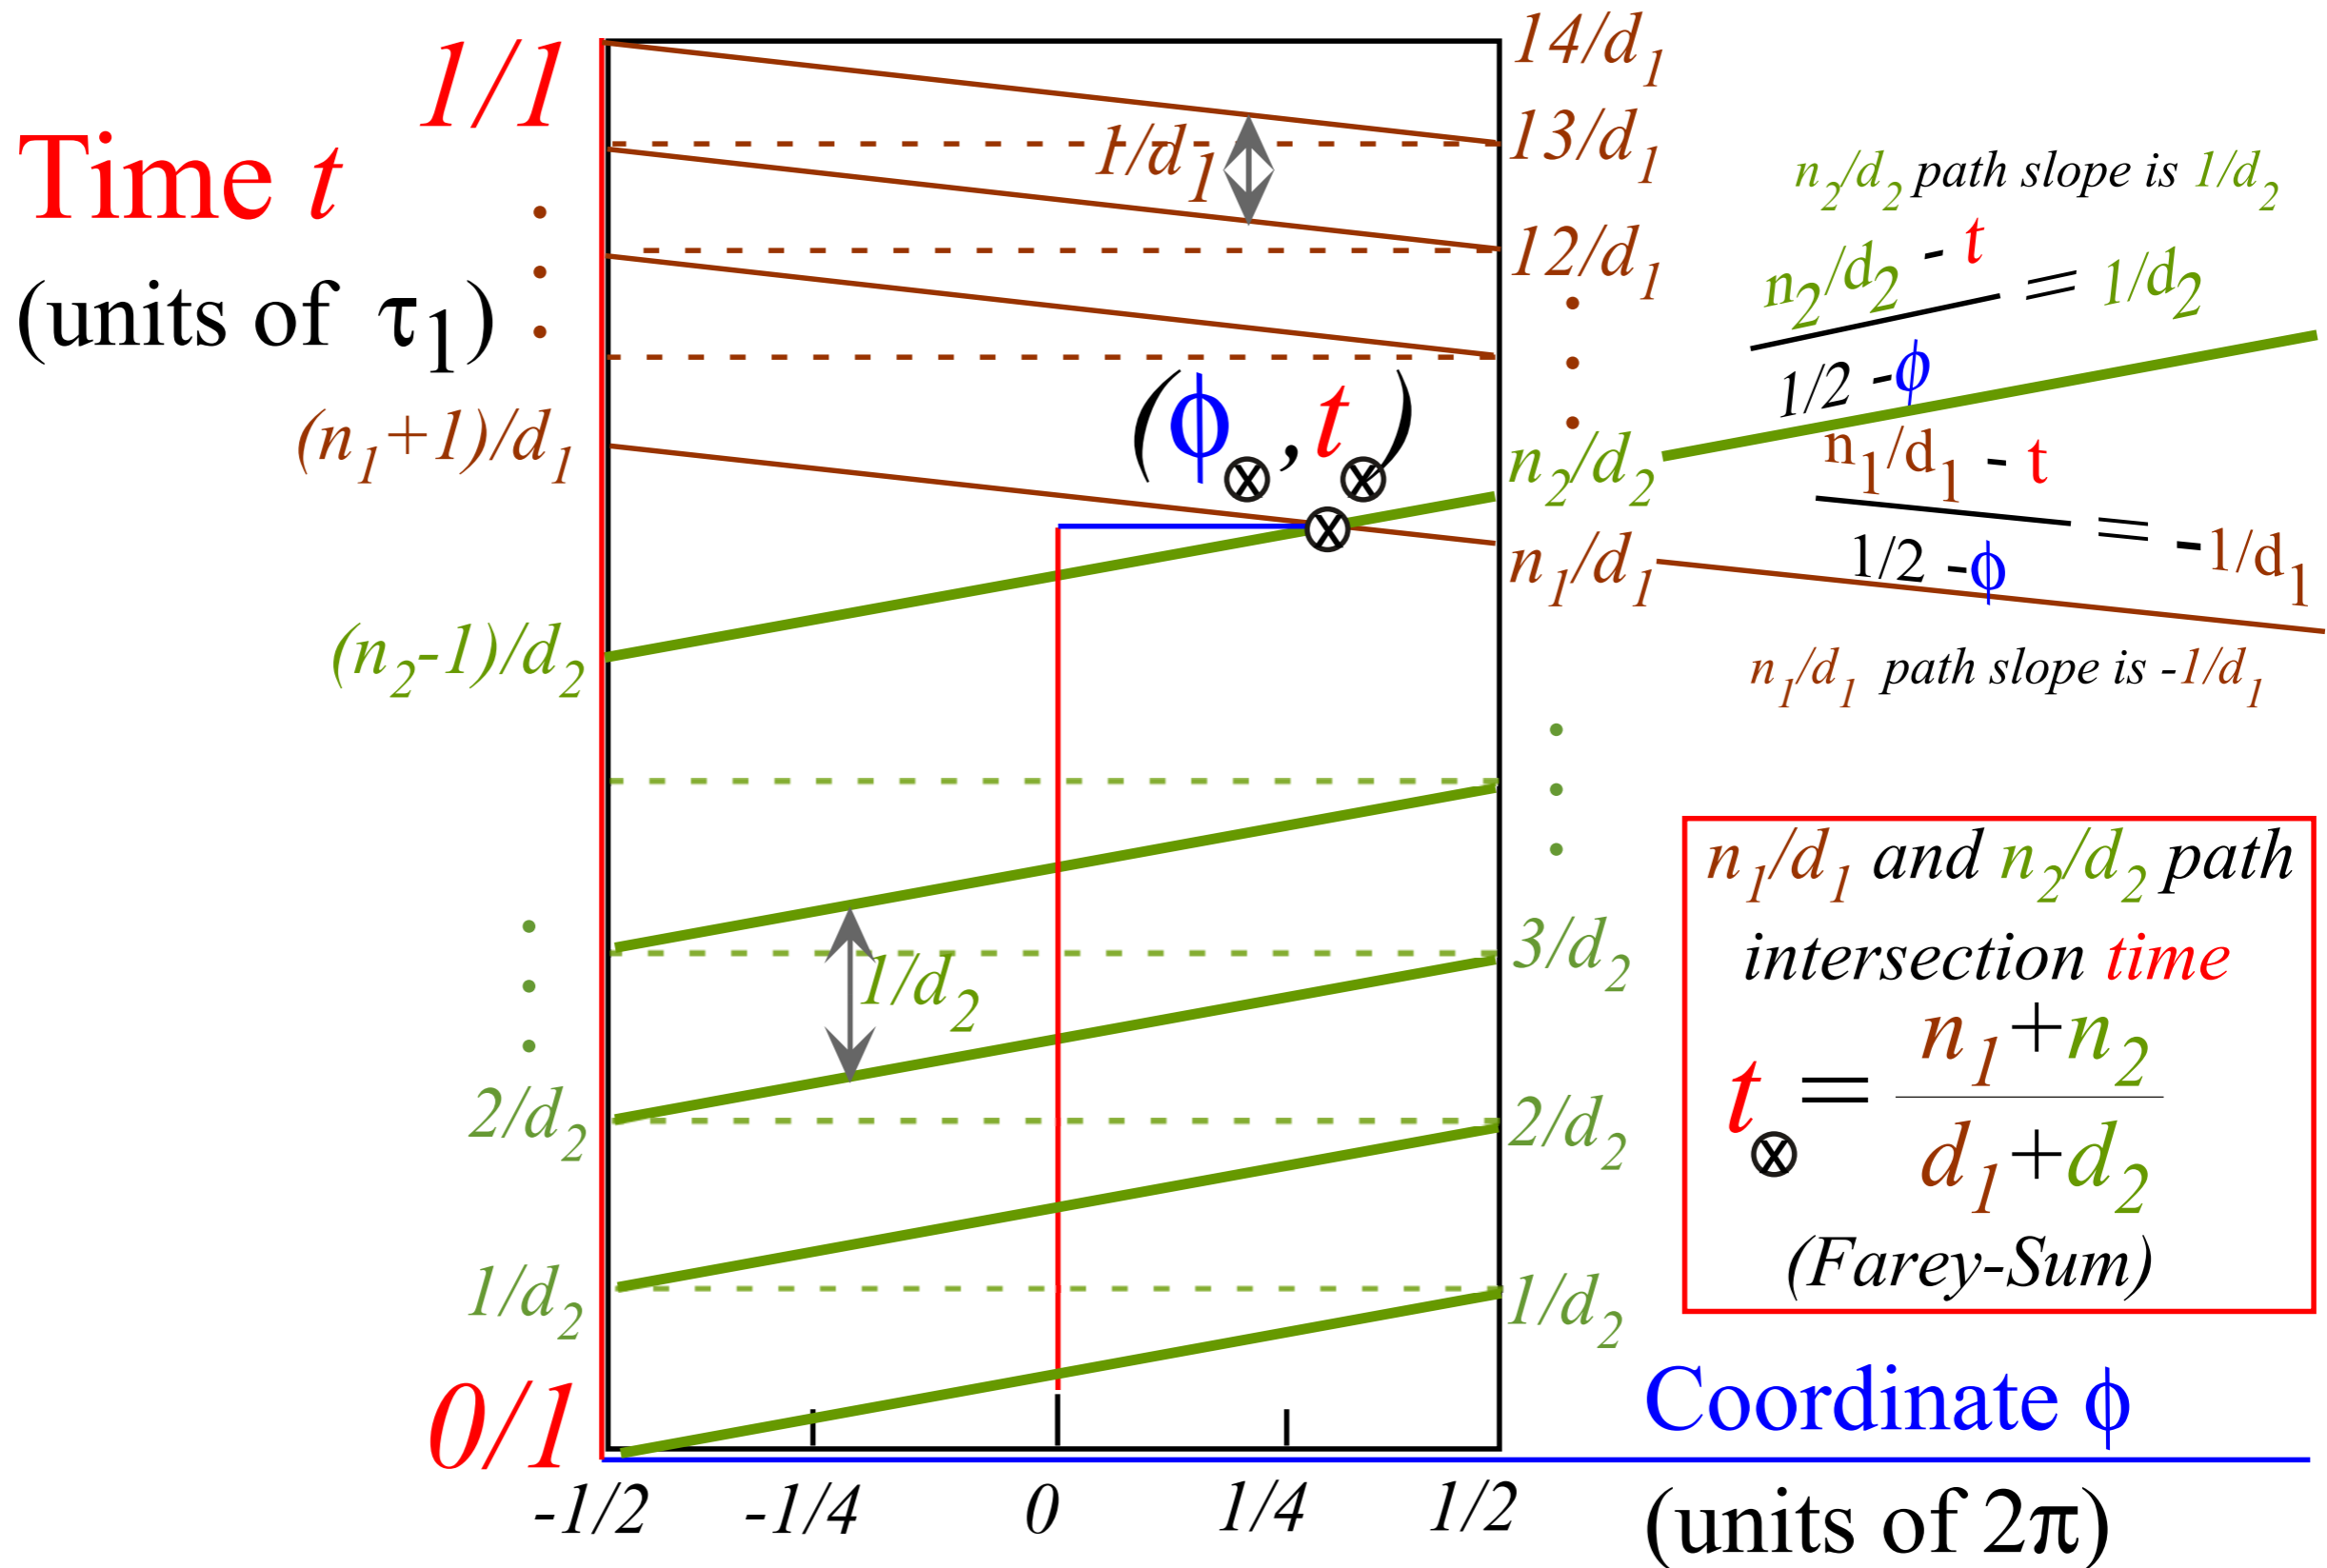 1/1
Time t
(units of τ1)
(n1+1)/d1
(n2-1)/d2
2/d2
1/d2
0/1
14/d1
13/d1
12/d1
1/d1
(ϕ⊗,t⊗)
n2/d2
n1/d1
1/d2
3/d2
2/d2
1/d2
-1/2 -1/4 0 1/4 1/2
n2/d2 path slope is 1/d2
n2/d2 - t
= 1/d2
1/2 -ϕ
n1/d1 - t
= -1/d1
1/2 -ϕ
n1/d1 path slope is -1/d1
n1/d1 and n2/d2 path
intersection time
t⊗ = n1+n2
d1+d2
(Farey-Sum)
Coordinate ϕ
(units of 2π)